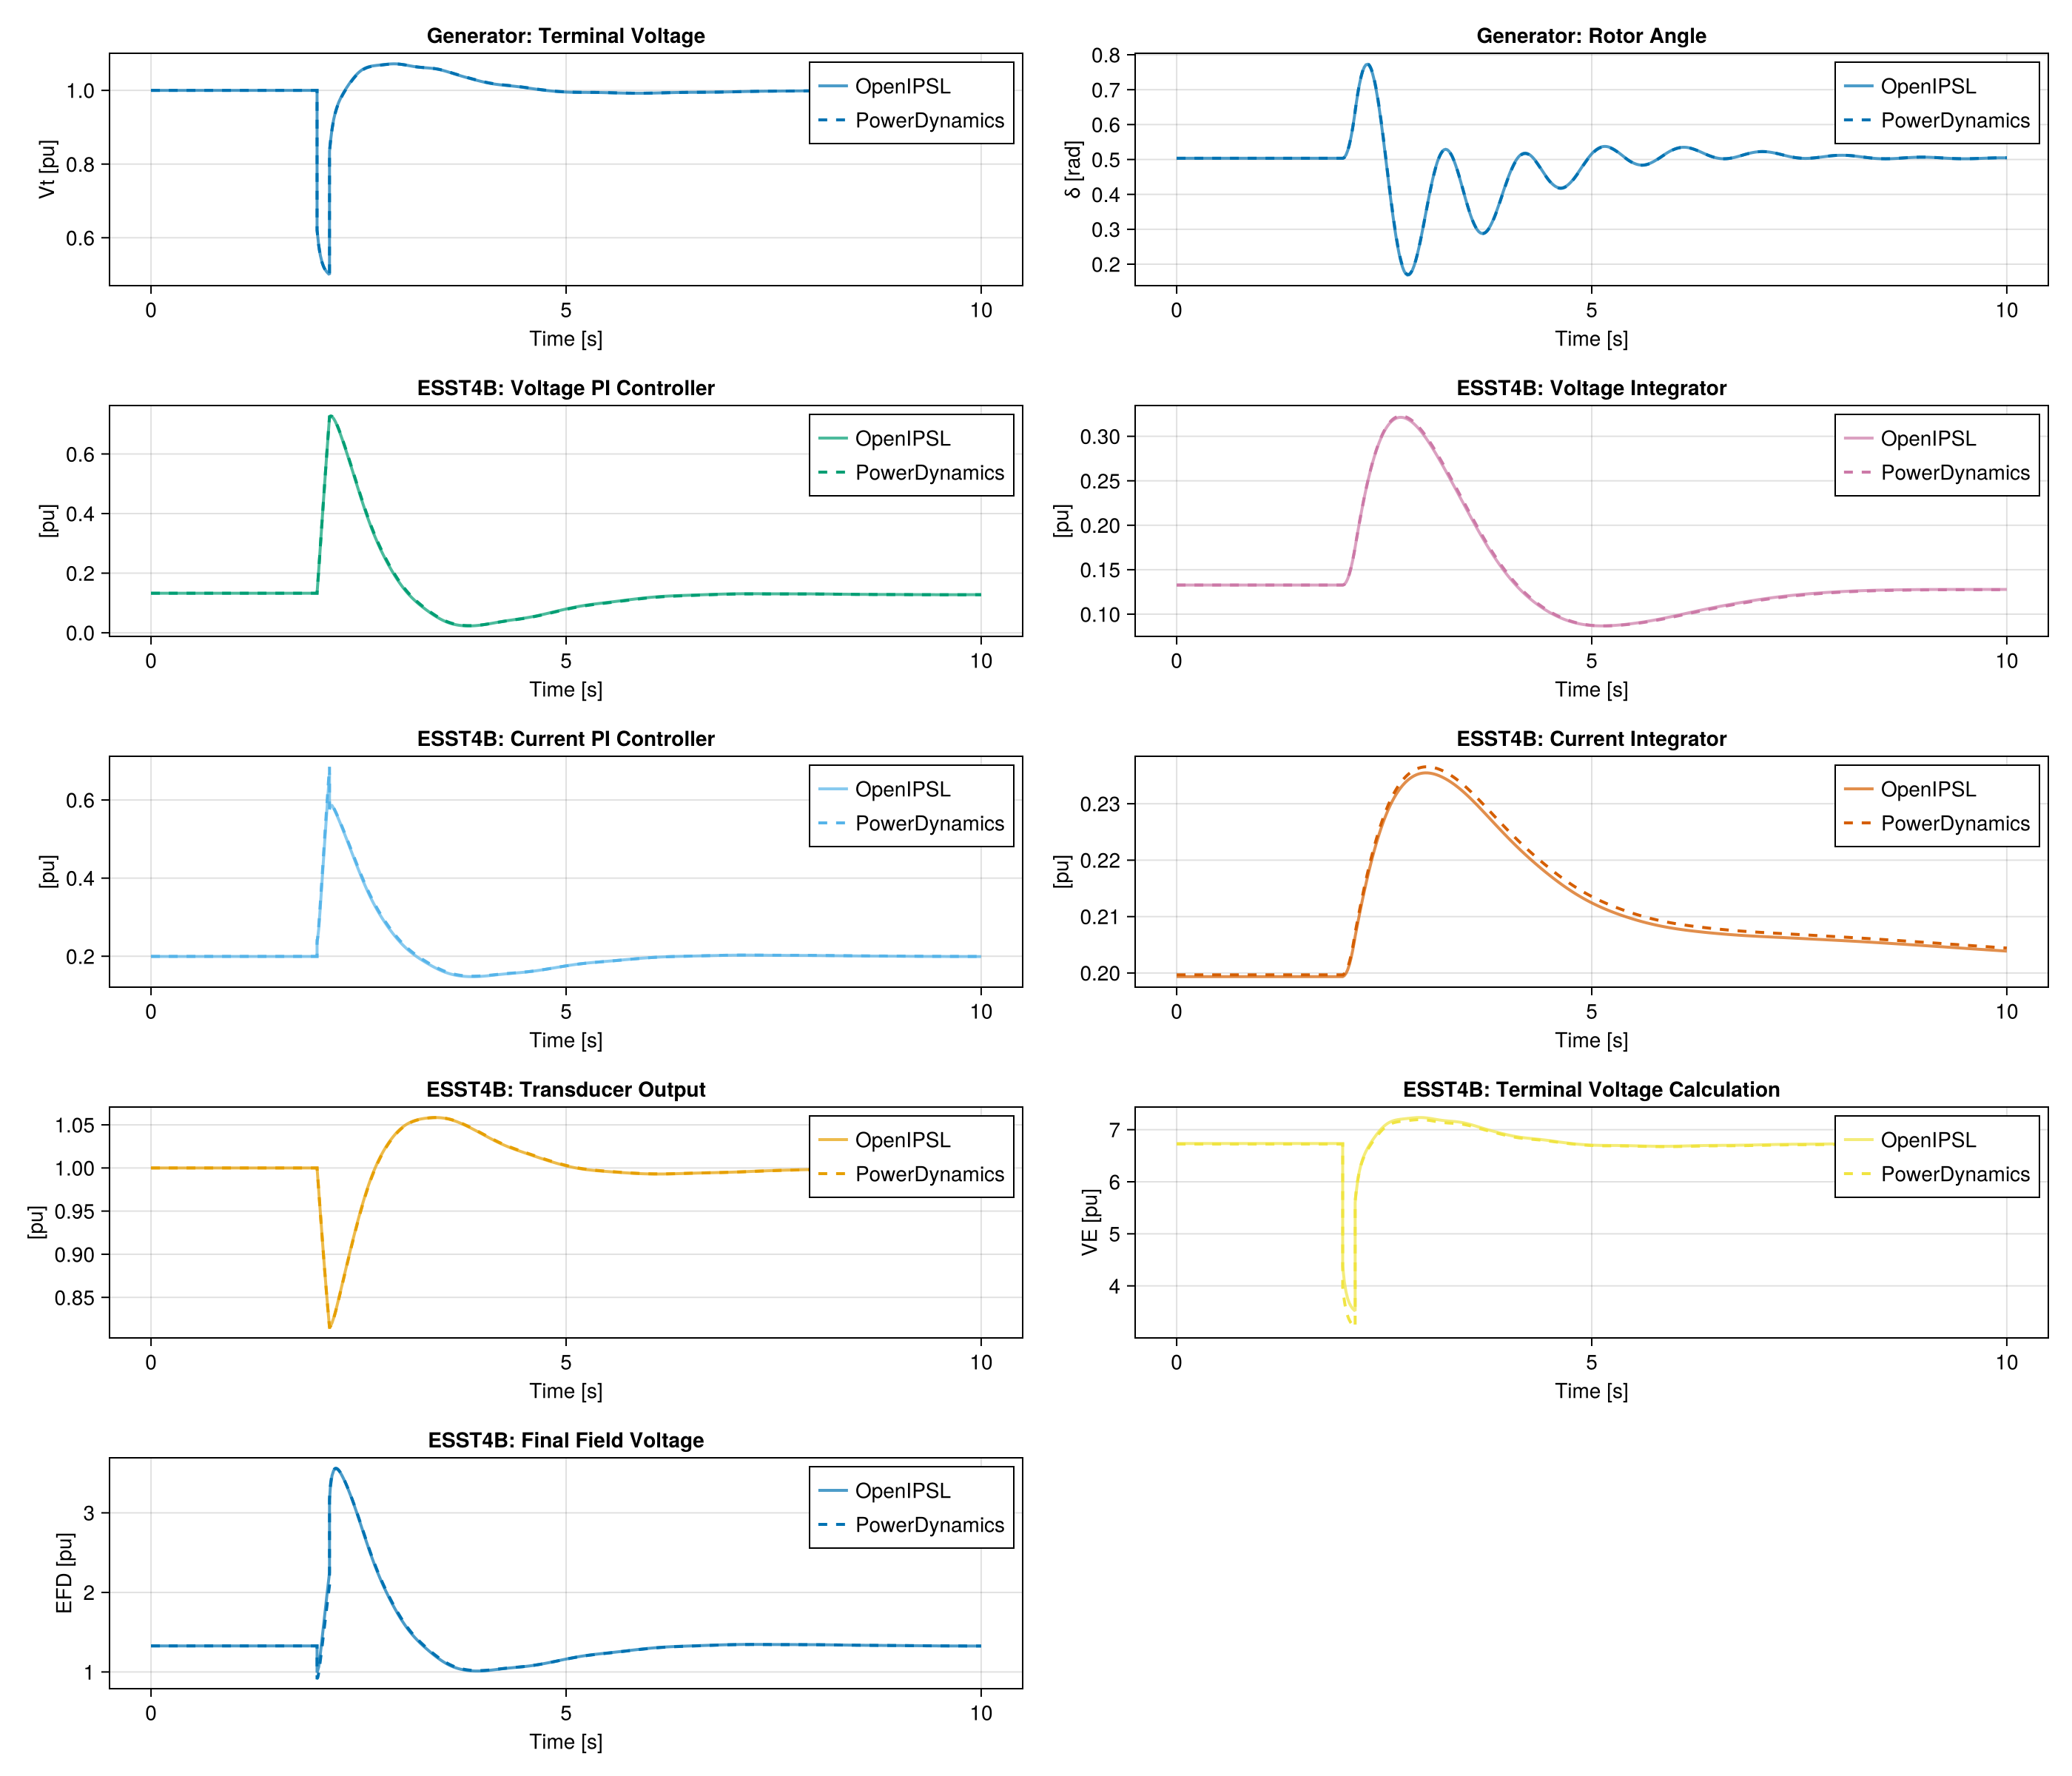 Generator: Terminal Voltage
Vt [pu]
1.0
0.8
0.6
OpenIPSL
PowerDynamics
0
5
10
Time [s]
Generator: Rotor Angle
δ [rad]
0.8
0.7
0.6
0.5
0.4
0.3
0.2
OpenIPSL
PowerDynamics
0
5
10
Time [s]
ESST4B: Voltage PI Controller
[pu]
0.6
0.4
0.2
0.0
OpenIPSL
PowerDynamics
0
5
10
Time [s]
ESST4B: Voltage Integrator
[pu]
0.30
0.25
0.20
0.15
0.10
OpenIPSL
PowerDynamics
0
5
10
Time [s]
ESST4B: Current PI Controller
[pu]
0.6
0.4
0.2
OpenIPSL
PowerDynamics
0
5
10
Time [s]
ESST4B: Current Integrator
[pu]
0.23
0.22
0.21
0.20
OpenIPSL
PowerDynamics
0
5
10
Time [s]
ESST4B: Transducer Output
[pu]
1.05
1.00
0.95
0.90
0.85
OpenIPSL
PowerDynamics
0
5
10
Time [s]
ESST4B: Terminal Voltage Calculation
VE [pu]
7
6
5
4
OpenIPSL
PowerDynamics
0
5
10
Time [s]
ESST4B: Final Field Voltage
EFD [pu]
3
2
1
OpenIPSL
PowerDynamics
0
5
10
Time [s]